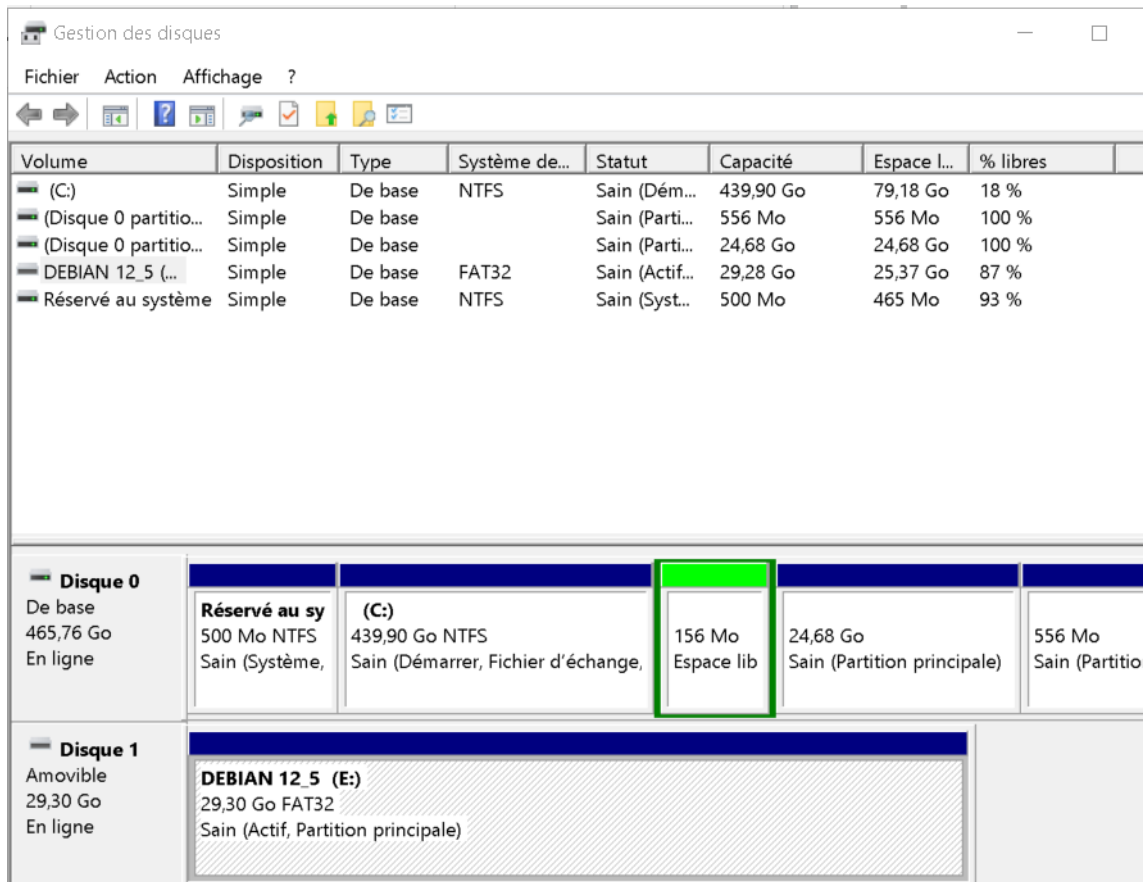 Gestion des disques
Fichier Action Affichage ?
Volume Disposition Type Système de... Statut Capacité Espace l... % libres
(C:) Simple De base NTFS Sain (Dém... 439,90 Go 79,18 Go 18 %
(Disque 0 partitio... Simple De base Sain (Parti... 556 Mo 556 Mo 100 %
(Disque 0 partitio... Simple De base Sain (Parti... 24,68 Go 24,68 Go 100 %
DEBIAN 12_5 (... Simple De base FAT32 Sain (Actif... 29,28 Go 25,37 Go 87 %
Réservé au système Simple De base NTFS Sain (Syst... 500 Mo 465 Mo 93 %
Disque 0
De base
465,76 Go
En ligne
Réservé au sy
500 Mo NTFS
Sain (Système,
(C:)
439,90 Go NTFS
Sain (Démarrer, Fichier d'échange,
156 Mo
Espace lib
24,68 Go
Sain (Partition principale)
556 Mo
Sain (Partitio
Disque 1
Amovible
29,30 Go
En ligne
DEBIAN 12_5 (E:)
29,30 Go FAT32
Sain (Actif, Partition principale)